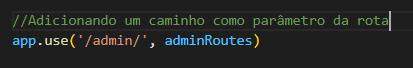 //Adicionando um caminho como parâmetro da rota
app.use('/admin/', adminRoutes)